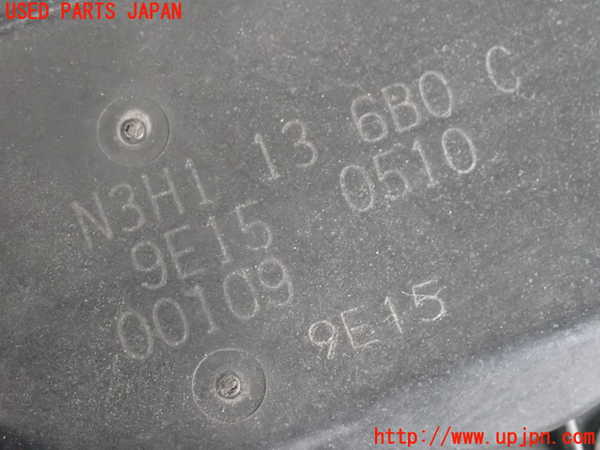 USED PARTS JAPAN
N3H1 13 6B0 C
9E15 0510
00109
9E15
http://www.upjpn.com